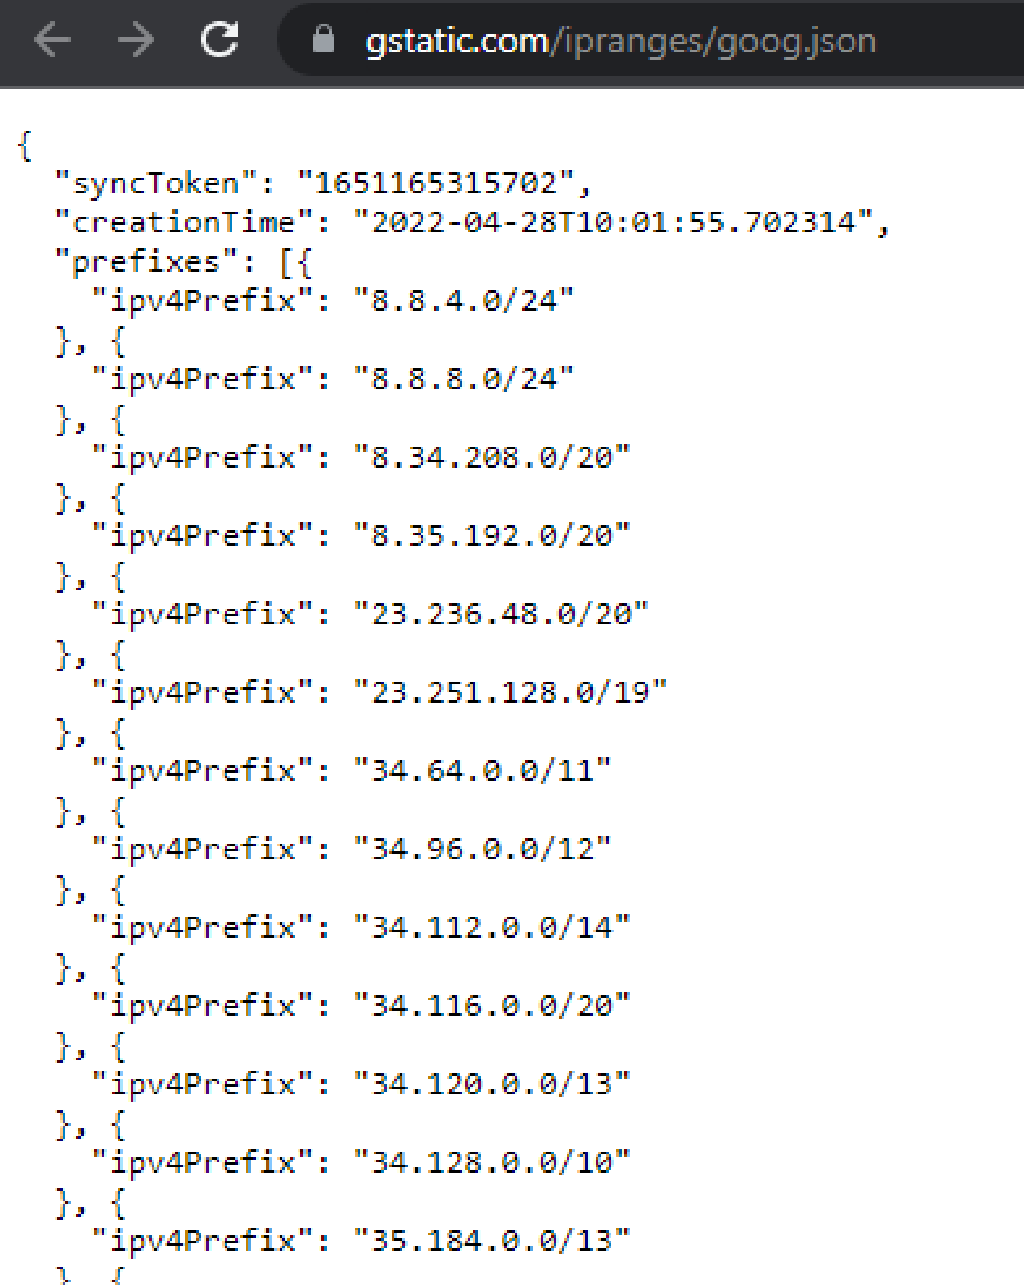 gstatic.com/ipranges/goog.json
{
  "syncToken": "1651165315702",
  "creationTime": "2022-04-28T10:01:55.702314",
  "prefixes": [{
    "ipv4Prefix": "8.8.4.0/24"
  }, {
    "ipv4Prefix": "8.8.8.0/24"
  }, {
    "ipv4Prefix": "8.34.208.0/20"
  }, {
    "ipv4Prefix": "8.35.192.0/20"
  }, {
    "ipv4Prefix": "23.236.48.0/20"
  }, {
    "ipv4Prefix": "23.251.128.0/19"
  }, {
    "ipv4Prefix": "34.64.0.0/11"
  }, {
    "ipv4Prefix": "34.96.0.0/12"
  }, {
    "ipv4Prefix": "34.112.0.0/14"
  }, {
    "ipv4Prefix": "34.116.0.0/20"
  }, {
    "ipv4Prefix": "34.120.0.0/13"
  }, {
    "ipv4Prefix": "34.128.0.0/10"
  }, {
    "ipv4Prefix": "35.184.0.0/13"
  }, {